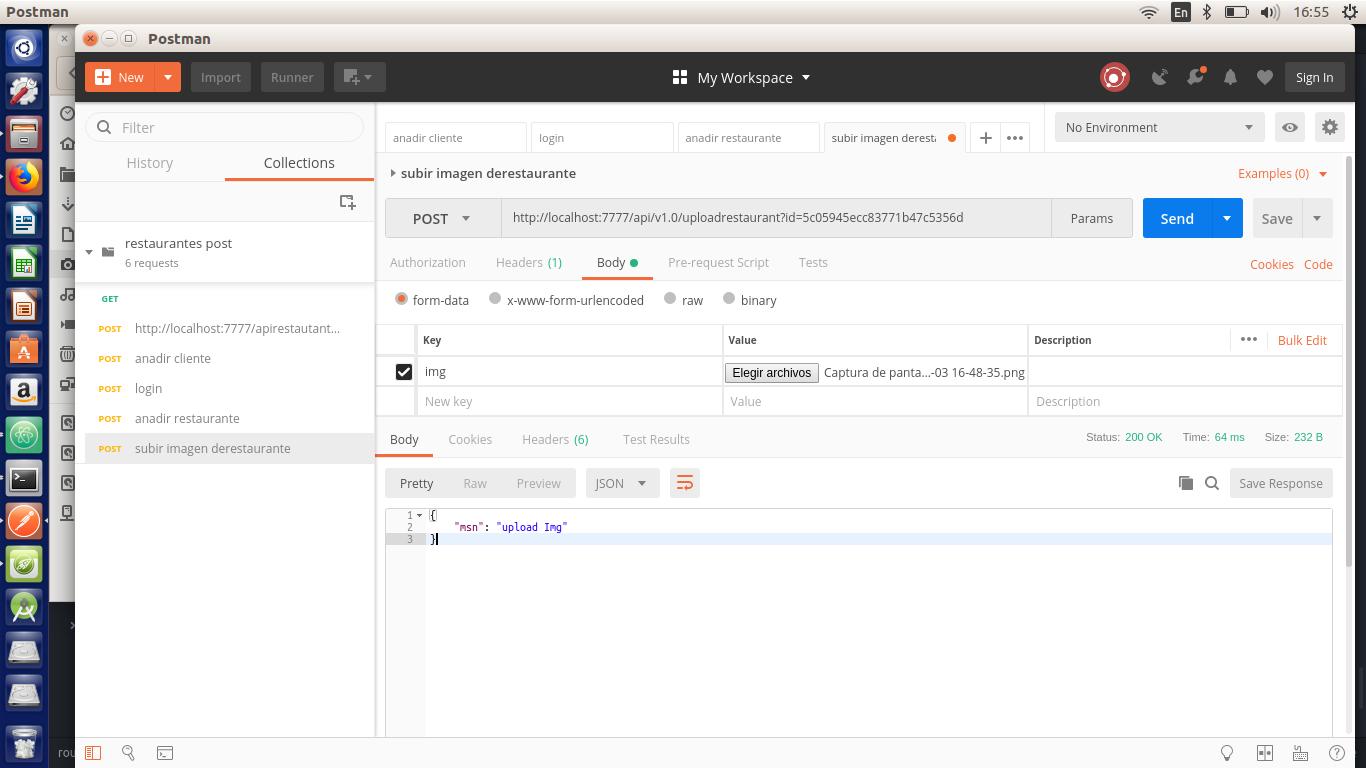 Postman
En
16:55
Postman
New
Import
Runner
My Workspace
Sign In
Filter
History
Collections
restaurantes post
6 requests
GET
POST http://localhost:7777/apirestautant...
POST anadir cliente
POST login
POST anadir restaurante
POST subir imagen derestaurante
anadir cliente
login
anadir restaurante
subir imagen deresta
No Environment
subir imagen derestaurante
Examples (0)
POST
http://localhost:7777/api/v1.0/uploadrestaurant?id=5c05945ecc83771b47c5356d
Params
Send
Save
Authorization
Headers (1)
Body
Pre-request Script
Tests
Cookies
Code
form-data
x-www-form-urlencoded
raw
binary
Key
Value
Description
Bulk Edit
img
Elegir archivos
Captura de panta...-03 16-48-35.png
New key
Value
Description
Body
Cookies
Headers (6)
Test Results
Status: 200 OK
Time: 64 ms
Size: 232 B
Pretty
Raw
Preview
JSON
Save Response
1 {
2 "msn": "upload Img"
3 }
rou